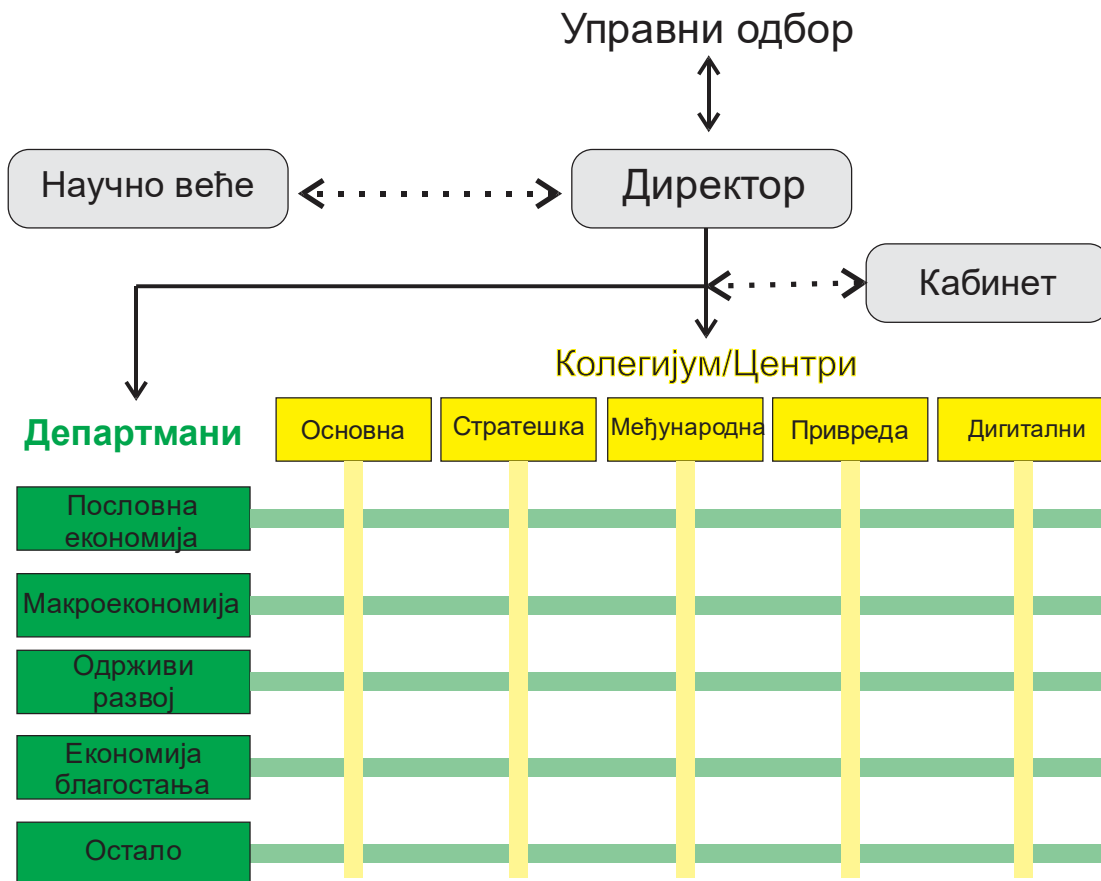 Управни одбор
Научно веће
Директор
Кабинет
Колегијум/Центри
Департмани
Основна
Стратешка
Међународна
Привреда
Дигитални
Пословна
економија
Макроекономија
Одрживи
развој
Економија
благостања
Остало